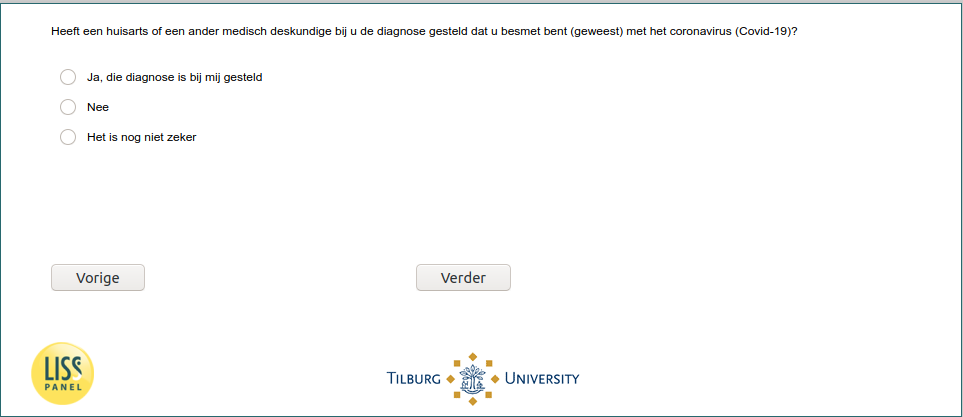 Heeft een huisarts of een ander medisch deskundige bij u de diagnose gesteld dat u besmet bent (geweest) met het coronavirus (Covid-19)?
Ja, die diagnose is bij mij gesteld
Nee
Het is nog niet zeker
Vorige
Verder
LISS
PANEL
TILBURG UNIVERSITY